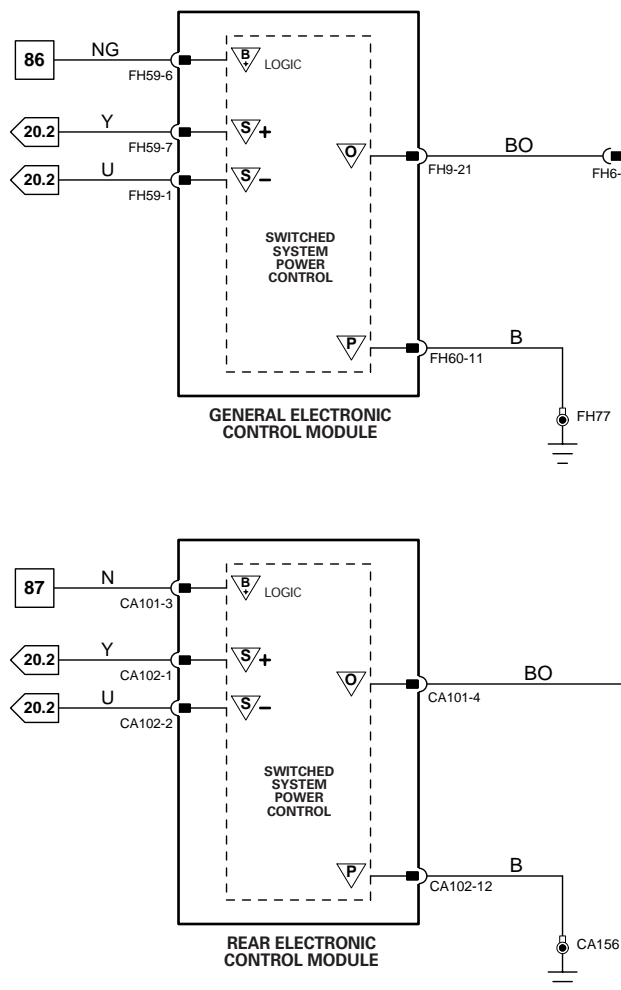 86
NG
FH59-6
B
+
LOGIC
20.2
Y
FH59-7
S
+
O
FH9-21
BO
FH6-
20.2
U
FH59-1
S
–
SWITCHED
SYSTEM
POWER
CONTROL
P
FH60-11
B
FH77
GENERAL ELECTRONIC
CONTROL MODULE
87
N
CA101-3
B
+
LOGIC
20.2
Y
CA102-1
S
+
O
CA101-4
BO
20.2
U
CA102-2
S
–
SWITCHED
SYSTEM
POWER
CONTROL
P
CA102-12
B
CA156
REAR ELECTRONIC
CONTROL MODULE